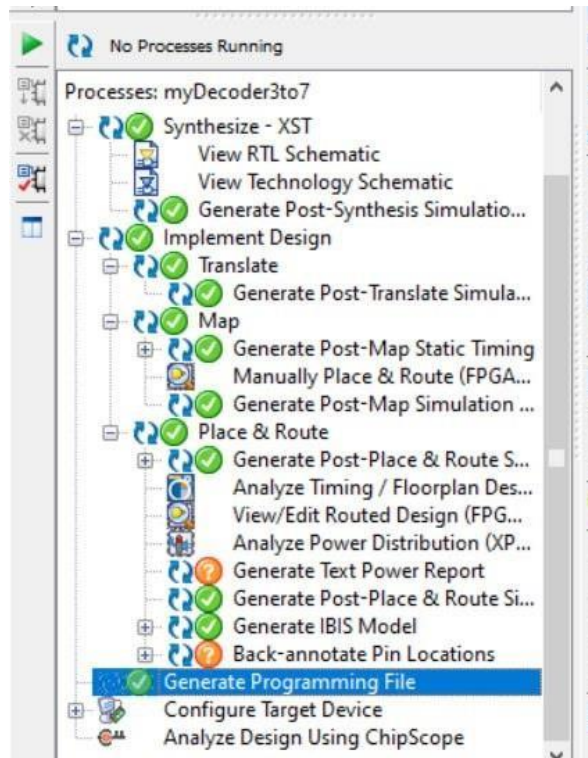 No Processes Running
Processes: myDecoder3to7
Synthesize - XST
View RTL Schematic
View Technology Schematic
Generate Post-Synthesis Simulatio...
Implement Design
Translate
Generate Post-Translate Simula...
Map
Generate Post-Map Static Timing
Manually Place & Route (FPGA...
Generate Post-Map Simulation ...
Place & Route
Generate Post-Place & Route S...
Analyze Timing / Floorplan Des...
View/Edit Routed Design (FPG...
Analyze Power Distribution (XP...
Generate Text Power Report
Generate Post-Place & Route Si...
Generate IBIS Model
Back-annotate Pin Locations
Generate Programming File
Configure Target Device
Analyze Design Using ChipScope